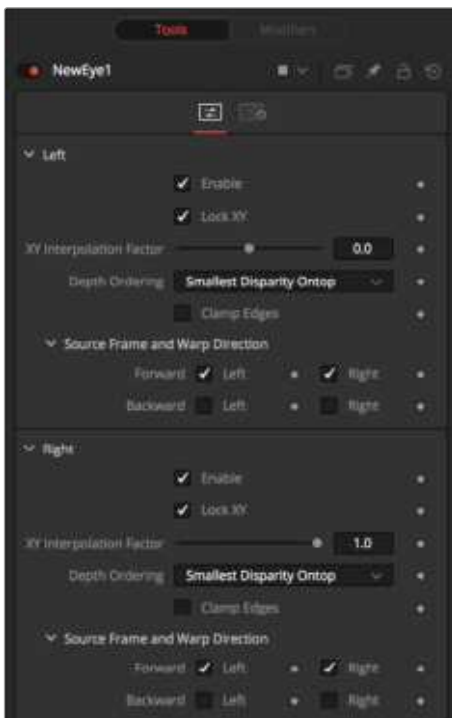 Tools Modifiers
NewEye1
Left
Enable
Lock XY
XY Interpolation Factor 0.0
Depth Ordering Smallest Disparity Ontop
Clamp Edges
Source Frame and Warp Direction
Forward Left Right
Backward Left Right
Right
Enable
Lock XY
XY Interpolation Factor 1.0
Depth Ordering Smallest Disparity Ontop
Clamp Edges
Source Frame and Warp Direction
Forward Left Right
Backward Left Right